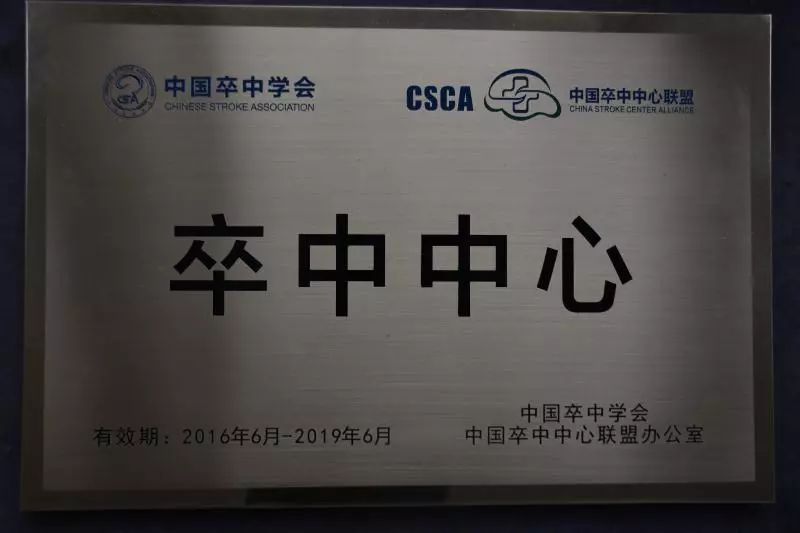 中国卒中学会
CHINESE STROKE ASSOCIATION
CSCA
中国卒中中心联盟
CHINA STROKE CENTER ALLIANCE
卒中中心
有效期：2016年6月-2019年6月
中国卒中学会
中国卒中中心联盟办公室